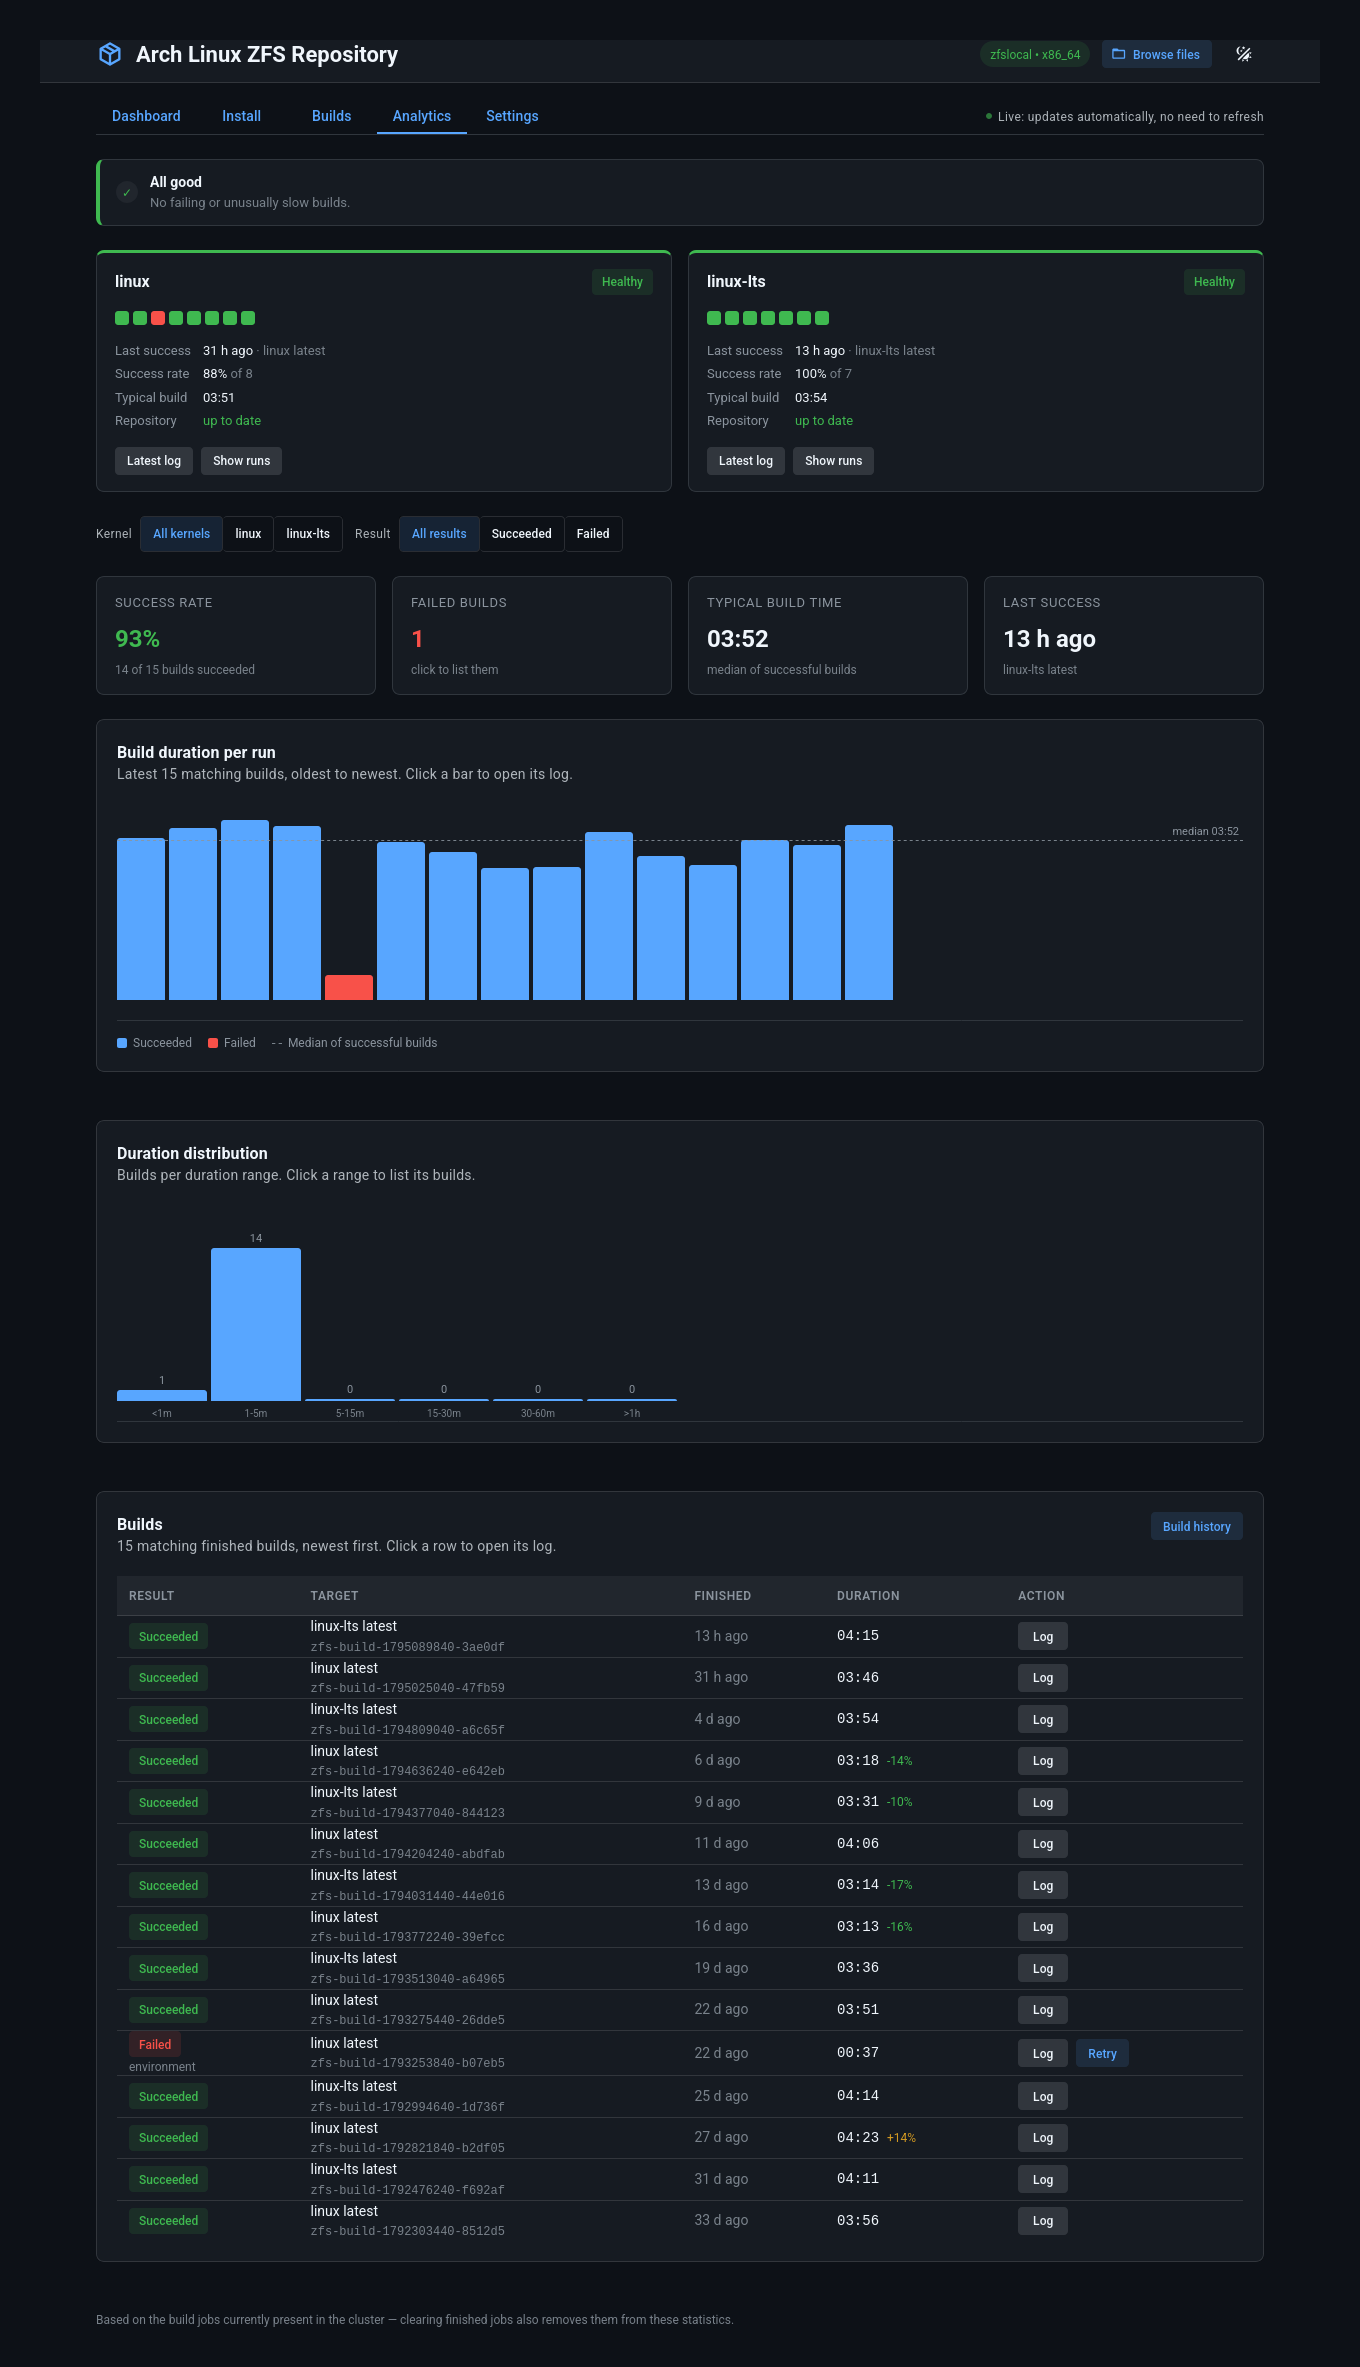 Arch Linux ZFS Repository
zfslocal • x86_64
Browse files
Dashboard Install Builds Analytics Settings
Live: updates automatically, no need to refresh
✓
All good
No failing or unusually slow builds.
linux Healthy
Last success 31 h ago · linux latest
Success rate 88% of 8
Typical build 03:51
Repository up to date
Latest log Show runs
linux-lts Healthy
Last success 13 h ago · linux-lts latest
Success rate 100% of 7
Typical build 03:54
Repository up to date
Latest log Show runs
Kernel All kernels linux linux-lts Result All results Succeeded Failed
SUCCESS RATE
93%
14 of 15 builds succeeded
FAILED BUILDS
1
click to list them
TYPICAL BUILD TIME
03:52
median of successful builds
LAST SUCCESS
13 h ago
linux-lts latest
Build duration per run
Latest 15 matching builds, oldest to newest. Click a bar to open its log.
median 03:52
Succeeded Failed -- Median of successful builds
Duration distribution
Builds per duration range. Click a range to list its builds.
1 14 0 0 0 0
<1m 1-5m 5-15m 15-30m 30-60m >1h
Builds
15 matching finished builds, newest first. Click a row to open its log.
Build history
RESULT TARGET FINISHED DURATION ACTION
Succeeded linux-lts latest 13 h ago 04:15 Log
zfs-build-1795089840-3ae0df
Succeeded linux latest 31 h ago 03:46 Log
zfs-build-1795025040-47fb59
Succeeded linux-lts latest 4 d ago 03:54 Log
zfs-build-1794809040-a6c65f
Succeeded linux latest 6 d ago 03:18 -14% Log
zfs-build-1794636240-e642eb
Succeeded linux-lts latest 9 d ago 03:31 -10% Log
zfs-build-1794377040-844123
Succeeded linux latest 11 d ago 04:06 Log
zfs-build-1794204240-abdfab
Succeeded linux-lts latest 13 d ago 03:14 -17% Log
zfs-build-1794031440-44e016
Succeeded linux latest 16 d ago 03:13 -16% Log
zfs-build-1793772240-39efcc
Succeeded linux-lts latest 19 d ago 03:36 Log
zfs-build-1793513040-a64965
Succeeded linux latest 22 d ago 03:51 Log
zfs-build-1793275440-26dde5
Failed linux latest 22 d ago 00:37 Log Retry
environment zfs-build-1793253840-b07eb5
Succeeded linux-lts latest 25 d ago 04:14 Log
zfs-build-1792994640-1d736f
Succeeded linux latest 27 d ago 04:23 +14% Log
zfs-build-1792821840-b2df05
Succeeded linux-lts latest 31 d ago 04:11 Log
zfs-build-1792476240-f692af
Succeeded linux latest 33 d ago 03:56 Log
zfs-build-1792303440-8512d5
Based on the build jobs currently present in the cluster — clearing finished jobs also removes them from these statistics.